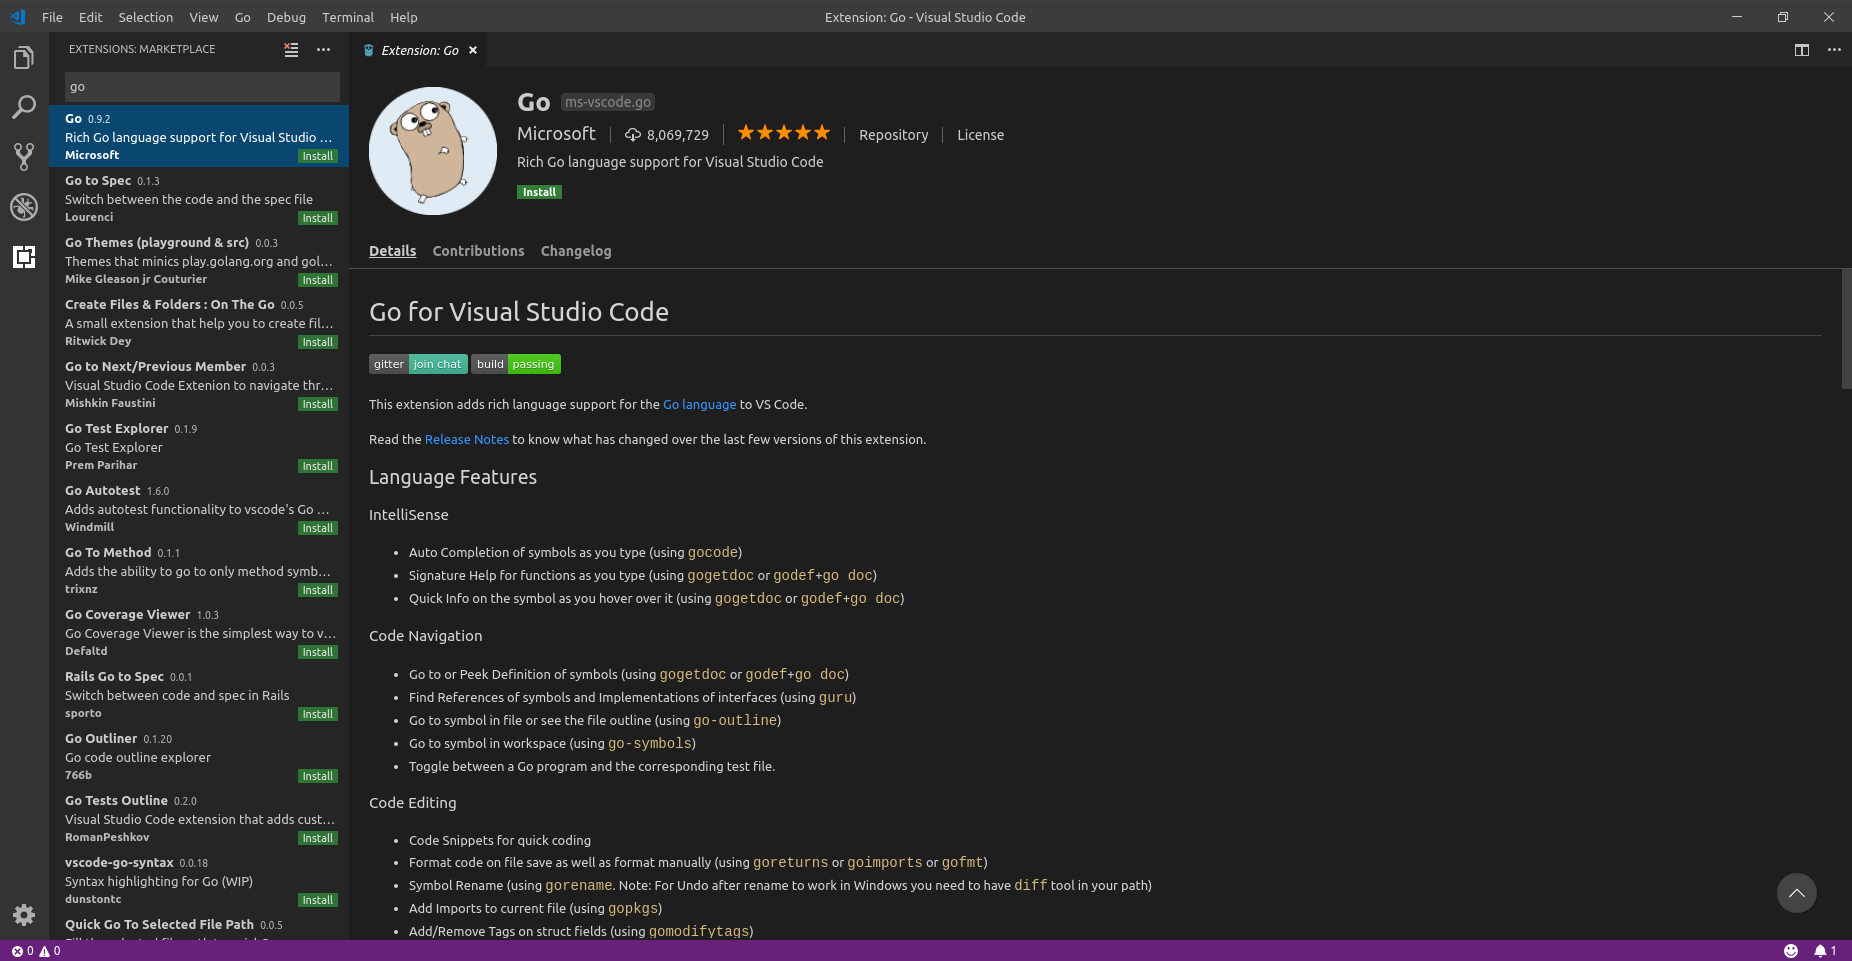 File Edit Selection View Go Debug Terminal Help
Extension: Go - Visual Studio Code
EXTENSIONS: MARKETPLACE
go
Go 0.9.2
Rich Go language support for Visual Studio ...
Microsoft Install
Go to Spec 0.1.3
Switch between the code and the spec file
Lourenci Install
Go Themes (playground & src) 0.0.3
Themes that minics play.golang.org and gol...
Mike Gleason jr Couturier Install
Create Files & Folders : On The Go 0.0.5
A small extension that help you to create fil...
Ritwick Dey Install
Go to Next/Previous Member 0.0.3
Visual Studio Code Extenion to navigate thr...
Mishkin Faustini Install
Go Test Explorer 0.1.9
Go Test Explorer
Prem Parihar Install
Go Autotest 1.6.0
Adds autotest functionality to vscode's Go ...
Windmill Install
Go To Method 0.1.1
Adds the ability to go to only method symb...
trixnz Install
Go Coverage Viewer 1.0.3
Go Coverage Viewer is the simplest way to v...
Defaltd Install
Rails Go to Spec 0.0.1
Switch between code and spec in Rails
sporto Install
Go Outliner 0.1.20
Go code outline explorer
766b Install
Go Tests Outline 0.2.0
Visual Studio Code extension that adds cust...
RomanPeshkov Install
vscode-go-syntax 0.0.18
Syntax highlighting for Go (WIP)
dunstontc Install
Quick Go To Selected File Path 0.0.5
Extension: Go
Go ms-vscode.go
Microsoft 8,069,729 Repository License
Rich Go language support for Visual Studio Code
Install
Details Contributions Changelog
Go for Visual Studio Code
gitter join chat build passing
This extension adds rich language support for the Go language to VS Code.
Read the Release Notes to know what has changed over the last few versions of this extension.
Language Features
IntelliSense
• Auto Completion of symbols as you type (using gocode)
• Signature Help for functions as you type (using gogetdoc or godef+go doc)
• Quick Info on the symbol as you hover over it (using gogetdoc or godef+go doc)
Code Navigation
• Go to or Peek Definition of symbols (using gogetdoc or godef+go doc)
• Find References of symbols and Implementations of interfaces (using guru)
• Go to symbol in file or see the file outline (using go-outline)
• Go to symbol in workspace (using go-symbols)
• Toggle between a Go program and the corresponding test file.
Code Editing
• Code Snippets for quick coding
• Format code on file save as well as format manually (using goreturns or goimports or gofmt)
• Symbol Rename (using gorename. Note: For Undo after rename to work in Windows you need to have diff tool in your path)
• Add Imports to current file (using gopkgs)
• Add/Remove Tags on struct fields (using gomodifytags)
0 0
1